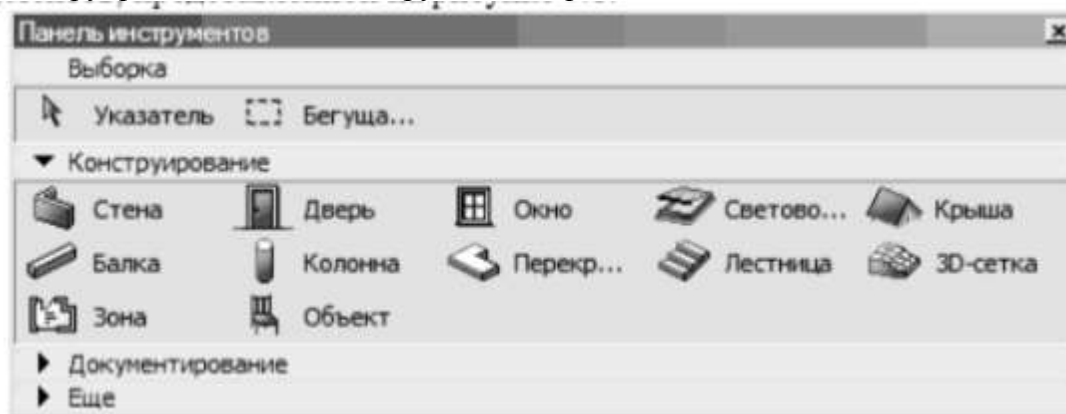 Панель инструментов
Выборка
Указатель Бегуща...
Конструирование
Стена Дверь Окно Светово... Крыша
Балка Колонна Перекр... Лестница 3D-сетка
Зона Объект
Документирование
Еще